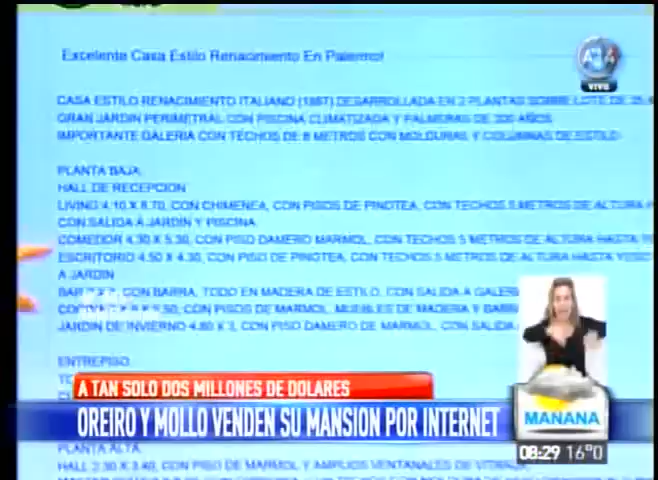 Excelente Casa Estilo Renacimiento En Palermo!
VIVO
CASA ESTILO RENACIMIENTO ITALIANO (1887) DESARROLLADA EN 2 PLANTAS SOBRE LOTE DE
GRAN JARDIN PERIMETRAL CON PISCINA CLIMATIZADA Y PALMERAS DE 200 AÑOS
IMPORTANTE GALERIA CON TECHOS DE 8 METROS CON MOLDURAS Y COLUMNAS DE ESTILO
PLANTA BAJA:
HALL DE RECEPCION
LIVING 4.10 X 8.70, CON CHIMENEA, CON PISOS DE PINOTEA, CON TECHOS 5 METROS DE ALTURA
CON SALIDA A JARDIN Y PISCINA
COMEDOR 4.30 X 5.30, CON PISO DAMERO MARMOL, CON TECHOS 5 METROS DE ALTURA HASTA
ESCRITORIO 4.50 X 4.30, CON PISO DE PINOTEA, CON TECHOS 5 METROS DE ALTURA HASTA
A JARDIN
CON BARRA, TODO EN MADERA DE ESTILO, CON SALIDA A
CON PISOS DE MARMOL, MUEBLES DE MADERA Y
JARDIN DE INVIERNO 4.80 X 3, CON PISO DAMERO DE MARMOL, CON SALIDA
ENTREPISO:
A TAN SOLO DOS MILLONES DE DOLARES
OREIRO Y MOLLO VENDEN SU MANSION POR INTERNET
MAÑANA
08:29 16°0
PLANTA ALTA:
HALL 2.30 X 3.40, CON PISO DE MARMOL Y AMPLIOS VENTANALES DE